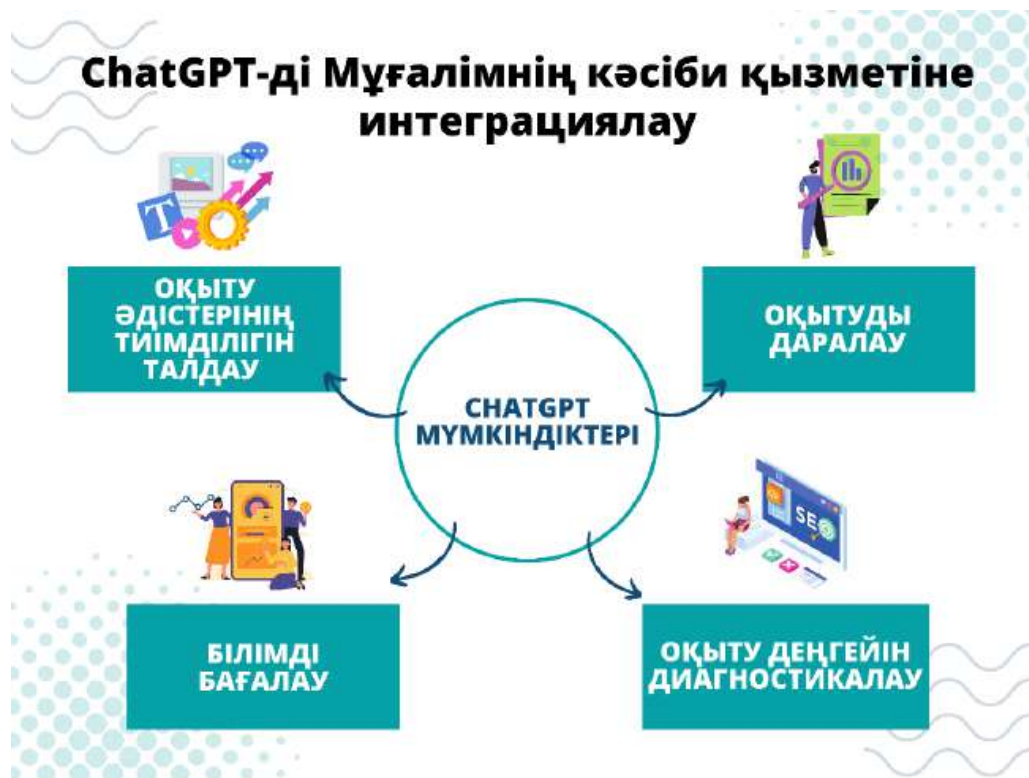 ChatGPT-ді Мұғалімнің кәсіби қызметіне
интеграциялау
ОҚЫТУ
ӘДІСТЕРІНІҢ
ТИІМДІЛІГІН
ТАЛДАУ
ОҚЫТУДЫ
ДАРАЛАУ
CHATGPT
МҮМКІНДІКТЕРІ
SEO
T
БІЛІМДІ
БАҒАЛАУ
ОҚЫТУ ДЕҢГЕЙІН
ДИАГНОСТИКАЛАУ